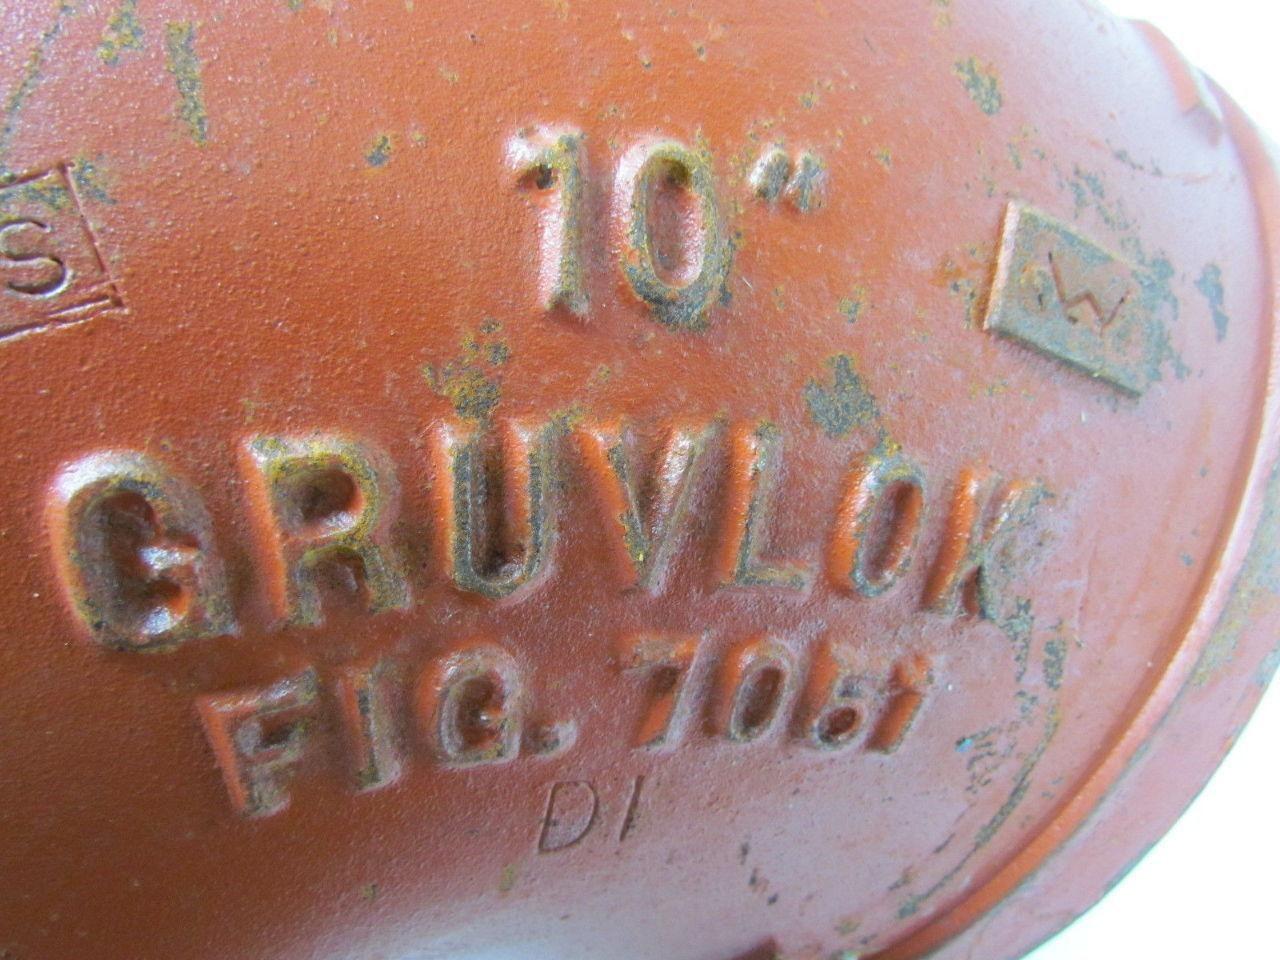 10"
S
W
GRUVLOK
FIG. 7051
DI